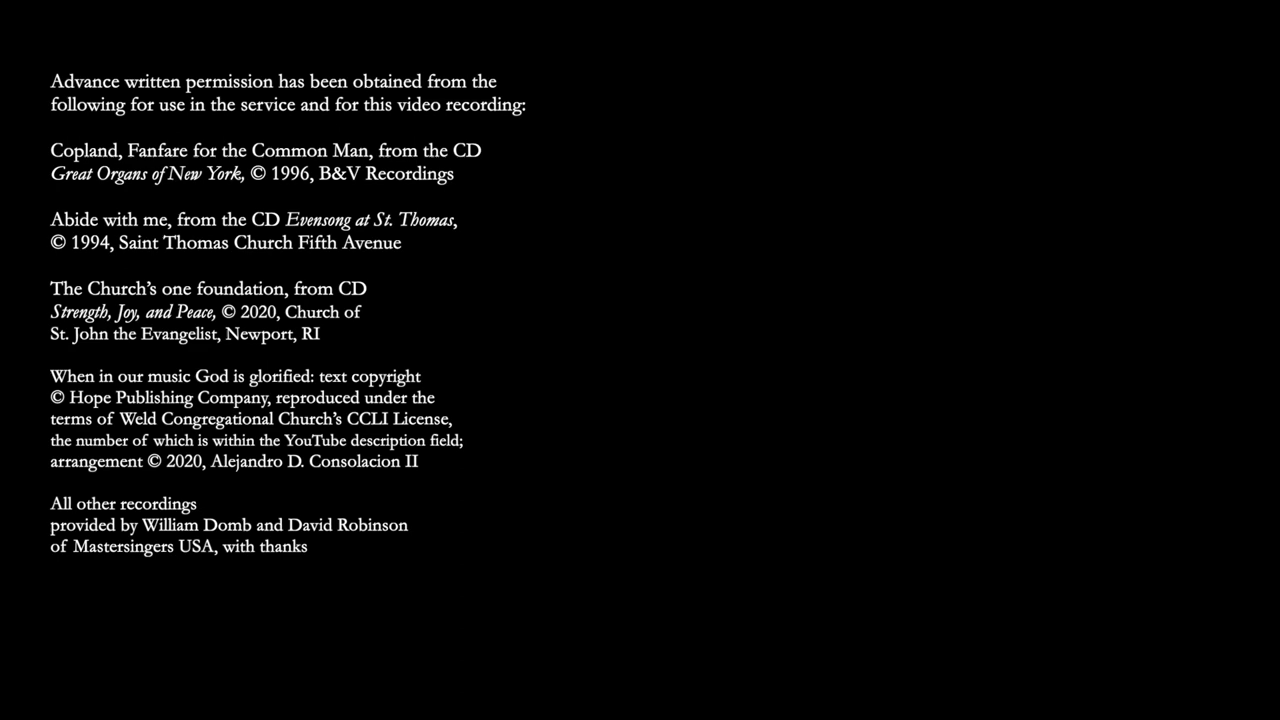 Advance written permission has been obtained from the
following for use in the service and for this video recording:
Copland, Fanfare for the Common Man, from the CD
Great Organs of New York, © 1996, B&V Recordings
Abide with me, from the CD Evensong at St. Thomas,
© 1994, Saint Thomas Church Fifth Avenue
The Church’s one foundation, from CD
Strength, Joy, and Peace, © 2020, Church of
St. John the Evangelist, Newport, RI
When in our music God is glorified: text copyright
© Hope Publishing Company, reproduced under the
terms of Weld Congregational Church’s CCLI License,
the number of which is within the YouTube description field;
arrangement © 2020, Alejandro D. Consolacion II
All other recordings
provided by William Domb and David Robinson
of Mastersingers USA, with thanks